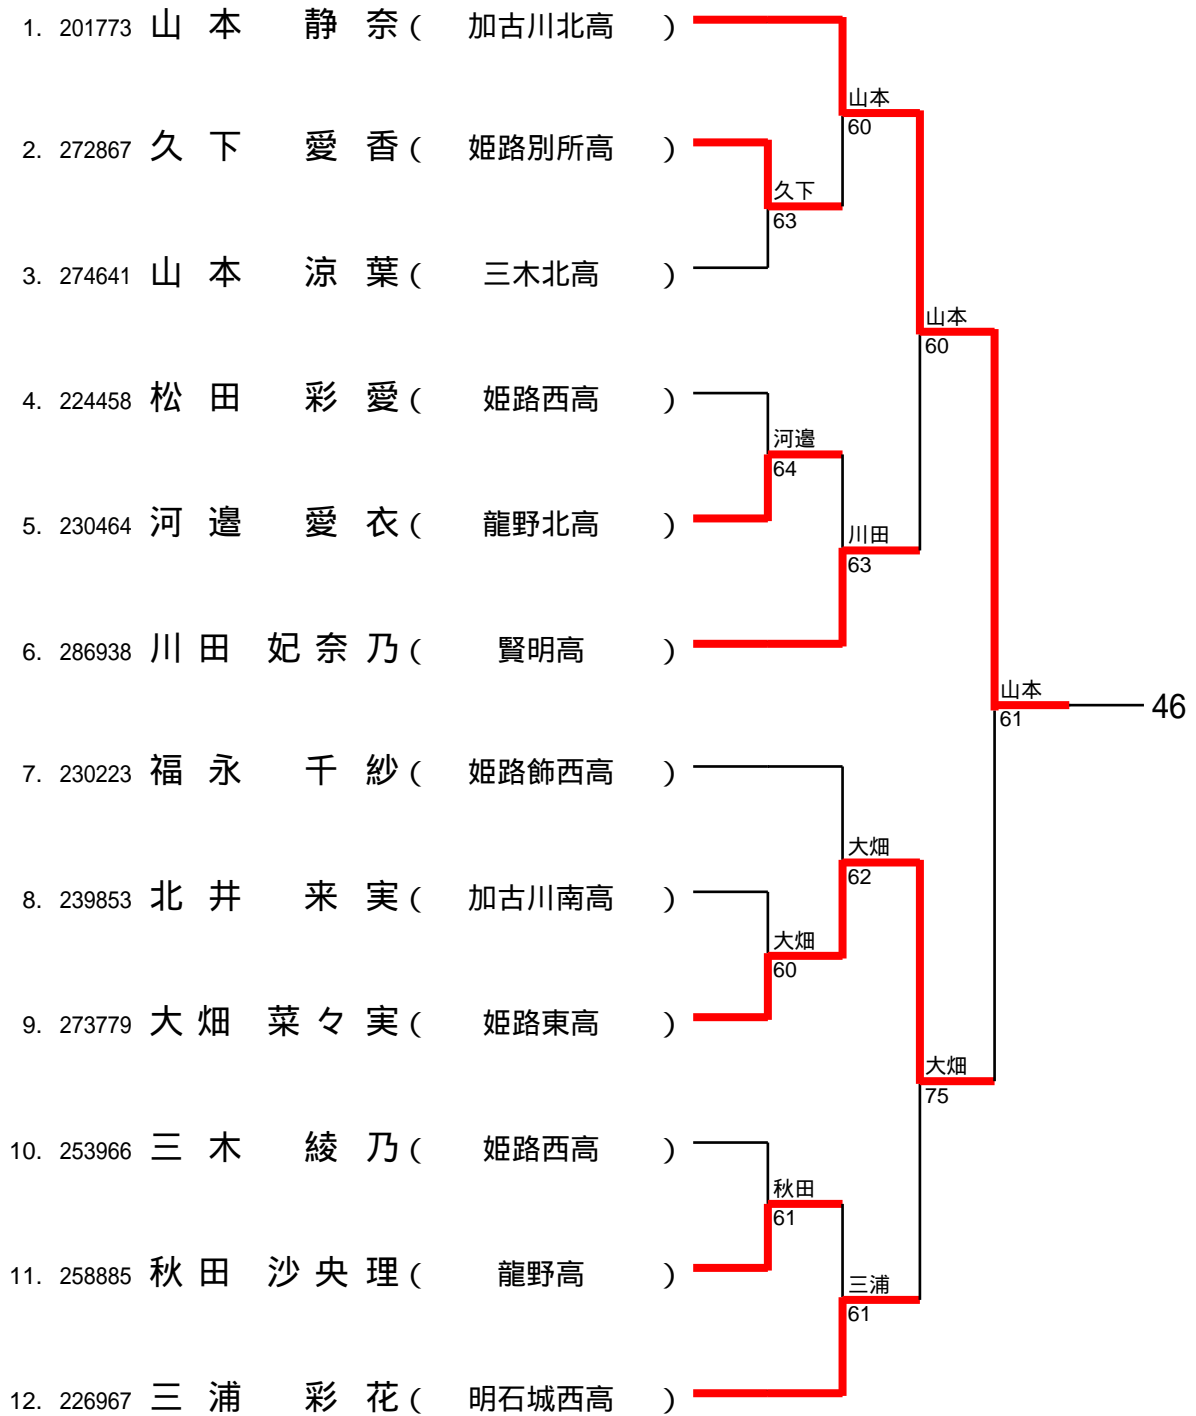 1. 201773 山本 静奈 ( 加古川北高 )
山本
60
2. 272867 久下 愛香 ( 姫路別所高 )
久下
63
3. 274641 山本 涼葉 ( 三木北高 )
山本
60
4. 224458 松田 彩愛 ( 姫路西高 )
河邉
64
5. 230464 河邉 愛衣 ( 龍野北高 )
川田
63
6. 286938 川田 妃奈乃 ( 賢明高 )
山本
61
46
7. 230223 福永 千紗 ( 姫路飾西高 )
大畑
62
8. 239853 北井 来実 ( 加古川南高 )
大畑
60
9. 273779 大畑 菜々実 ( 姫路東高 )
大畑
75
10. 253966 三木 綾乃 ( 姫路西高 )
秋田
61
11. 258885 秋田 沙央理 ( 龍野高 )
三浦
61
12. 226967 三浦 彩花 ( 明石城西高 )